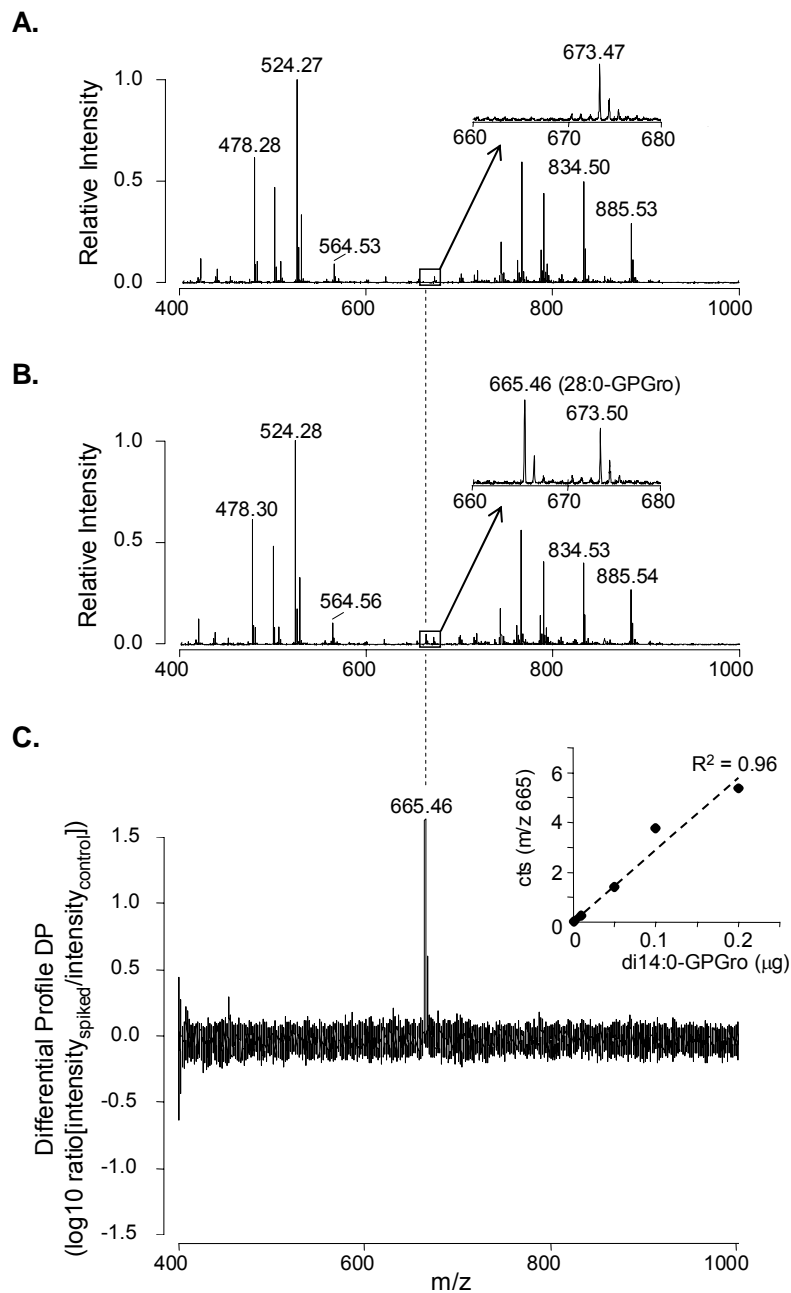 A.
Relative Intensity
1.0
0.5
0.0
524.27
478.28
564.53
673.47
660 670 680
834.50
885.53
400 600 800 1000
B.
Relative Intensity
1.0
0.5
0.0
524.28
478.30
564.56
665.46 (28:0-GPGro)
673.50
660 670 680
834.53
885.54
400 600 800 1000
C.
Differential Profile DP
(log10 ratio[intensity_spiked/intensity_control])
1.5
1.0
0.5
0.0
-0.5
-1.0
-1.5
665.46
R² = 0.96
cts (m/z 665)
6
4
2
0
0 0.1 0.2
di14:0-GPGro (μg)
400 600 800 1000
m/z